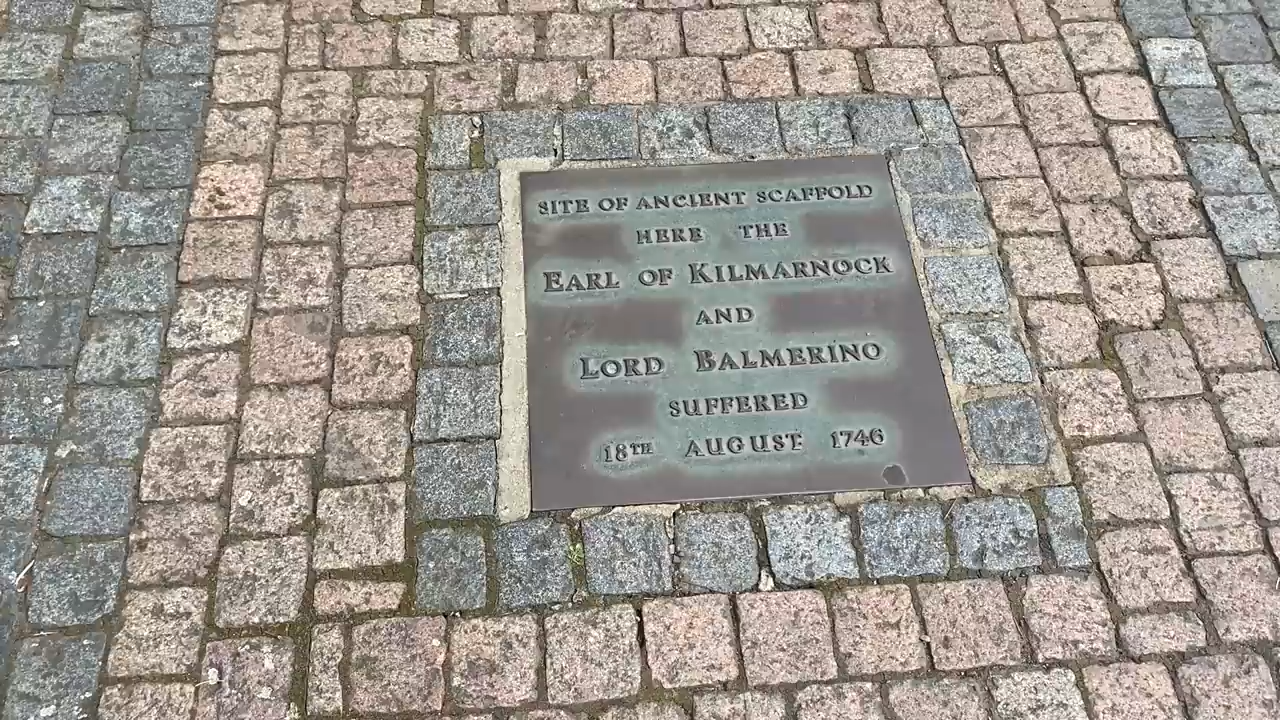 SITE OF ANCIENT SCAFFOLD
HERE THE
EARL OF KILMARNOCK
AND
LORD BALMERINO
SUFFERED
18TH AUGUST 1746